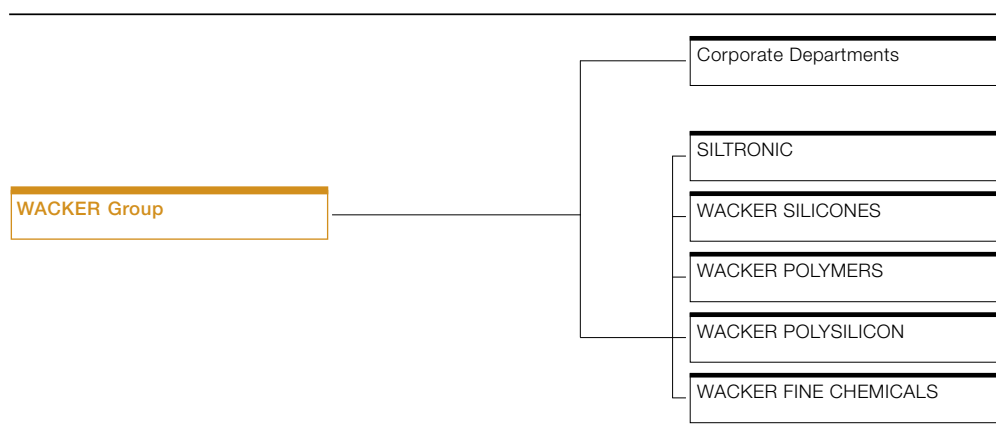 Corporate Departments
SILTRONIC
WACKER Group
WACKER SILICONES
WACKER POLYMERS
WACKER POLYSILICON
WACKER FINE CHEMICALS